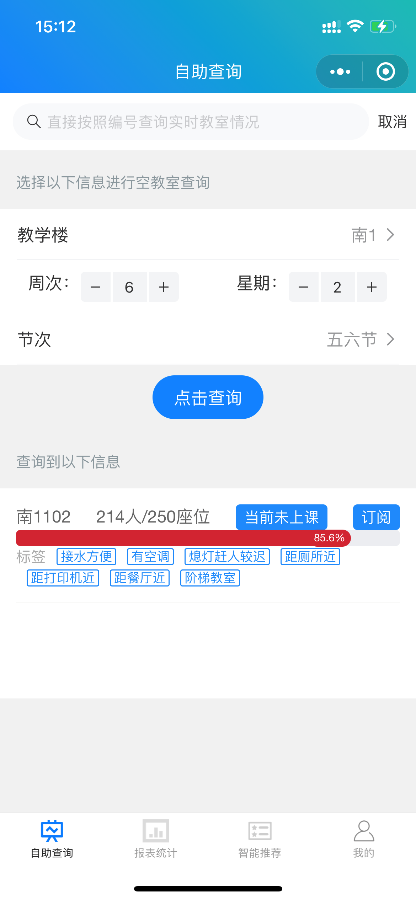 15:12
自助查询
直接按照编号查询实时教室情况 取消
选择以下信息进行空教室查询
教学楼 南1
周次: - 6 + 星期: - 2 +
节次 五六节
点击查询
查询到以下信息
南1102 214人/250座位 当前未上课 订阅
85.6%
标签 接水方便 有空调 熄灯赶人较迟 距厕所近
距打印机近 距餐厅近 阶梯教室
自助查询 报表统计 智能推荐 我的